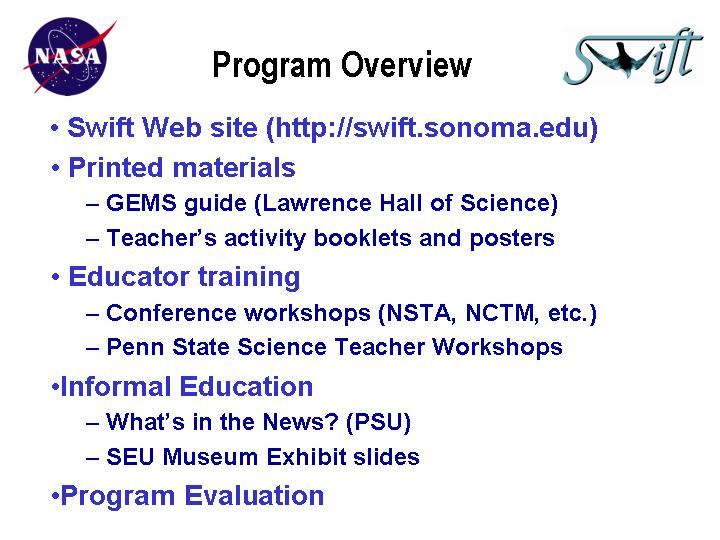 NASA
Swift
Program Overview
• Swift Web site (http://swift.sonoma.edu)
• Printed materials
– GEMS guide (Lawrence Hall of Science)
– Teacher’s activity booklets and posters
• Educator training
– Conference workshops (NSTA, NCTM, etc.)
– Penn State Science Teacher Workshops
•Informal Education
– What’s in the News? (PSU)
– SEU Museum Exhibit slides
•Program Evaluation